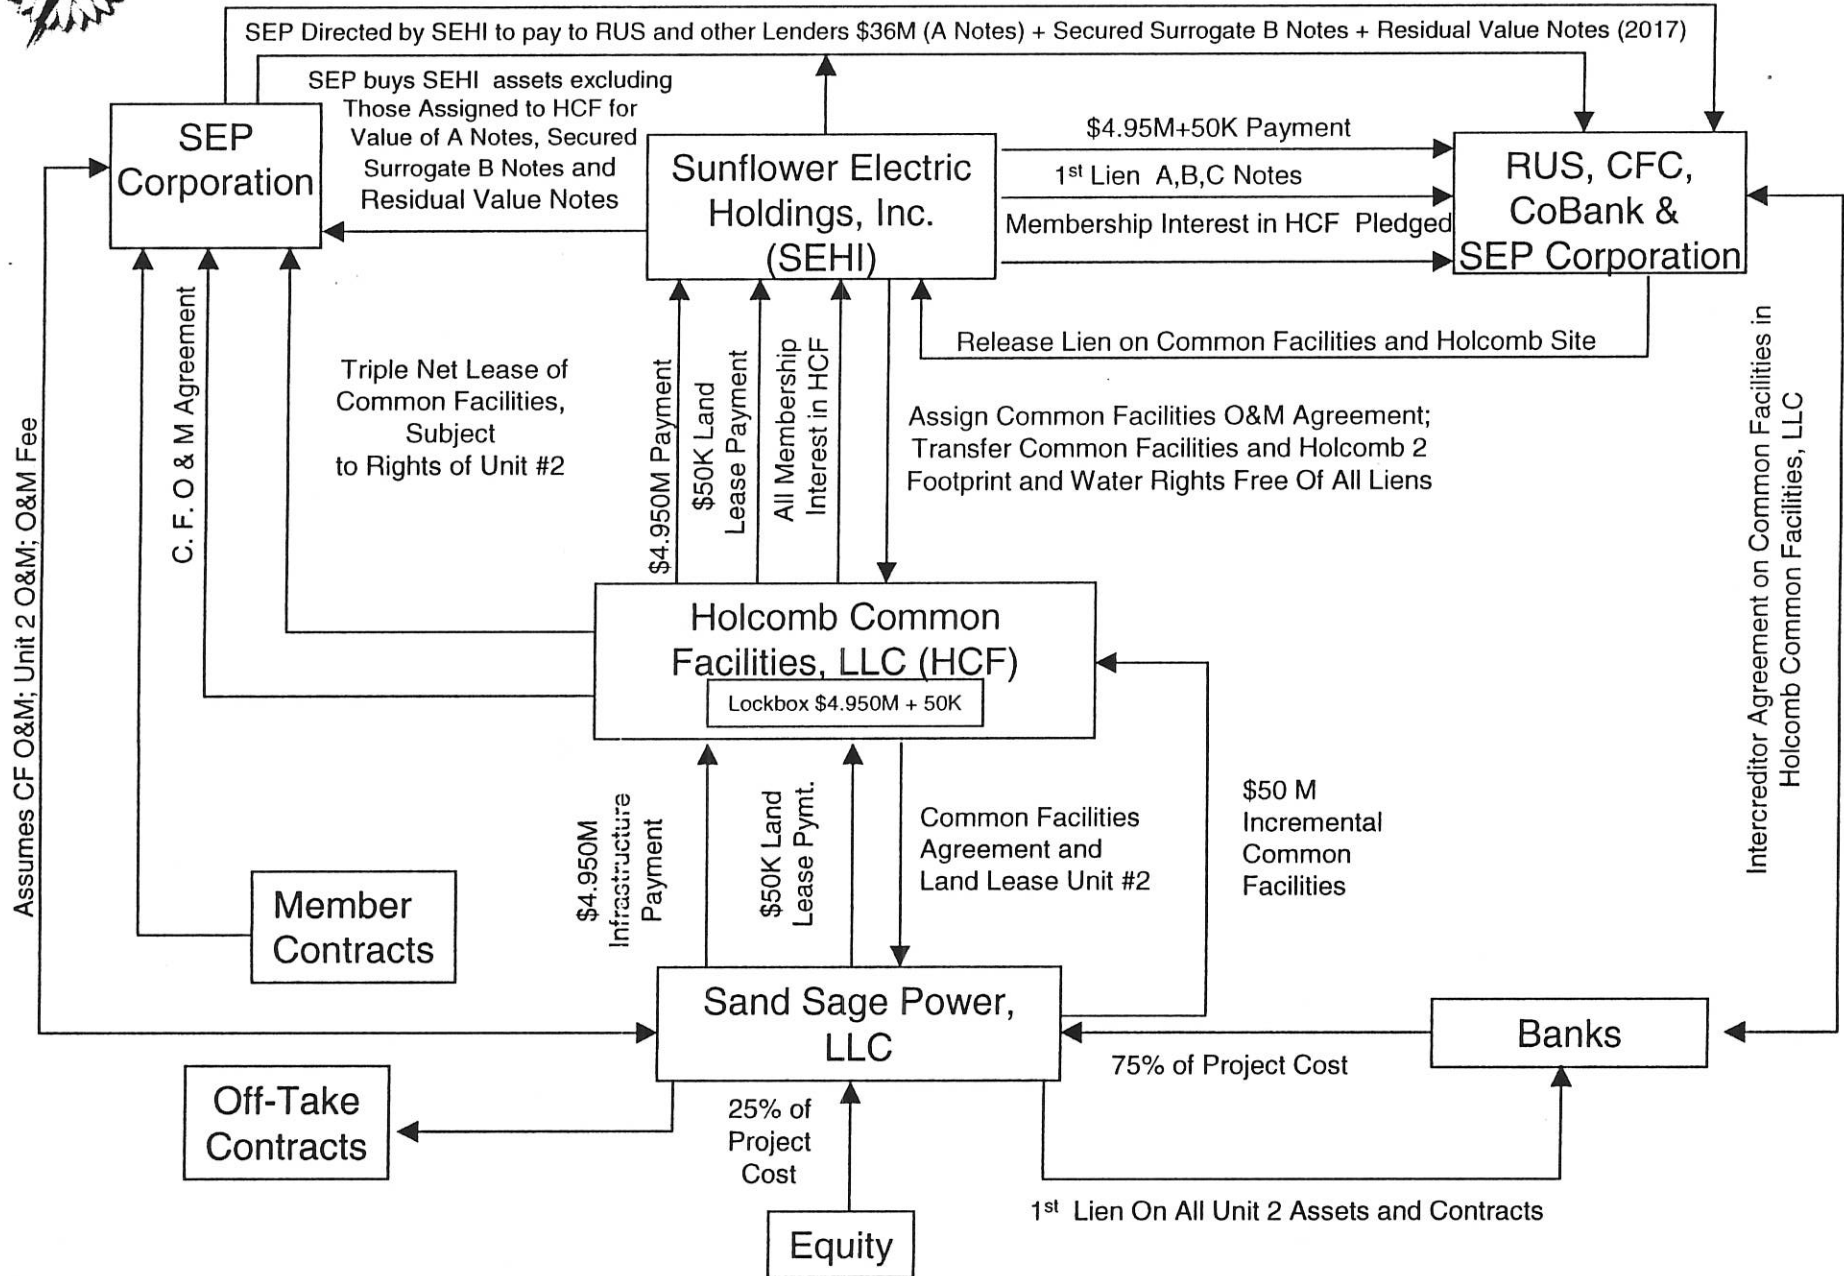 SEP Directed by SEHI to pay to RUS and other Lenders $36M (A Notes) + Secured Surrogate B Notes + Residual Value Notes (2017)
SEP buys SEHI assets excluding
Those Assigned to HCF for
Value of A Notes, Secured
Surrogate B Notes and
Residual Value Notes
SEP
Corporation
Sunflower Electric
Holdings, Inc.
(SEHI)
$4.95M+50K Payment
1st Lien A,B,C Notes
Membership Interest in HCF Pledged
RUS, CFC,
CoBank &
SEP Corporation
Release Lien on Common Facilities and Holcomb Site
Assumes CF O&M; Unit 2 O&M; O&M Fee
C. F. O & M Agreement
Triple Net Lease of
Common Facilities,
Subject
to Rights of Unit #2
$4.950M Payment
$50K Land
Lease Payment
All Membership
Interest in HCF
Assign Common Facilities O&M Agreement;
Transfer Common Facilities and Holcomb 2
Footprint and Water Rights Free Of All Liens
Intercreditor Agreement on Common Facilities in
Holcomb Common Facilities, LLC
Holcomb Common
Facilities, LLC (HCF)
Lockbox $4.950M + 50K
$4.950M
Infrastructure
Payment
$50K Land
Lease Pymt.
Common Facilities
Agreement and
Land Lease Unit #2
$50 M
Incremental
Common
Facilities
Member
Contracts
Sand Sage Power,
LLC
Banks
75% of Project Cost
Off-Take
Contracts
25% of
Project
Cost
1st Lien On All Unit 2 Assets and Contracts
Equity